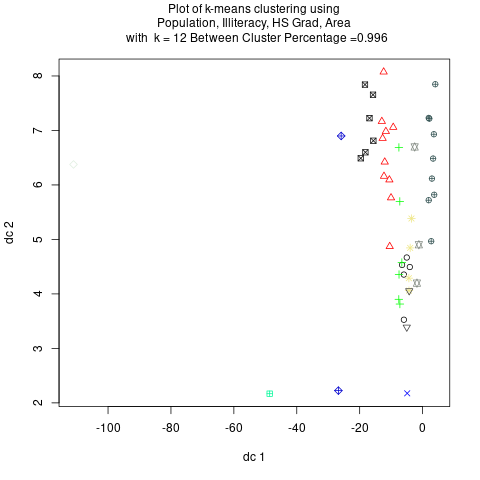 Plot of k-means clustering using
Population, Illiteracy, HS Grad, Area
with k = 12 Between Cluster Percentage =0.996
8
7
6
5
4
3
2
dc 2
-100 -80 -60 -40 -20 0
dc 1